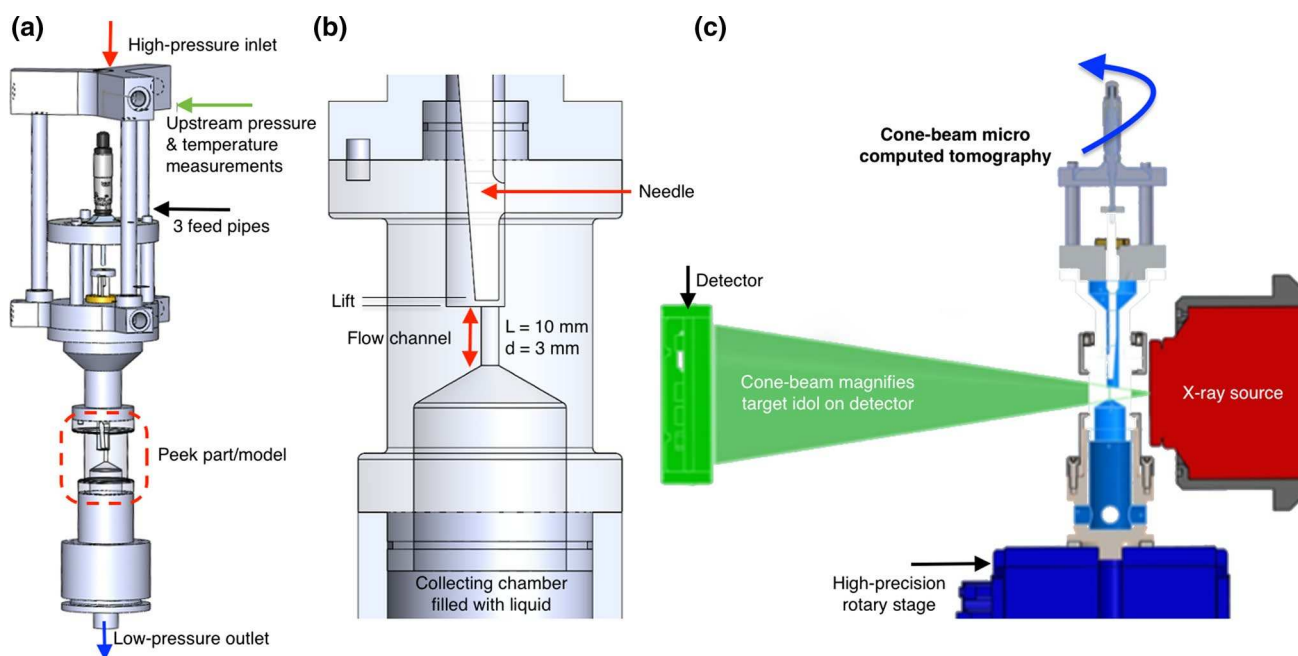 (a)
High-pressure inlet
Upstream pressure
& temperature
measurements
3 feed pipes
Peek part/model
Low-pressure outlet
(b)
Needle
Lift
Flow channel
L = 10 mm
d = 3 mm
Collecting chamber
filled with liquid
(c)
Cone-beam micro
computed tomography
Detector
Cone-beam magnifies
target idol on detector
X-ray source
High-precision
rotary stage